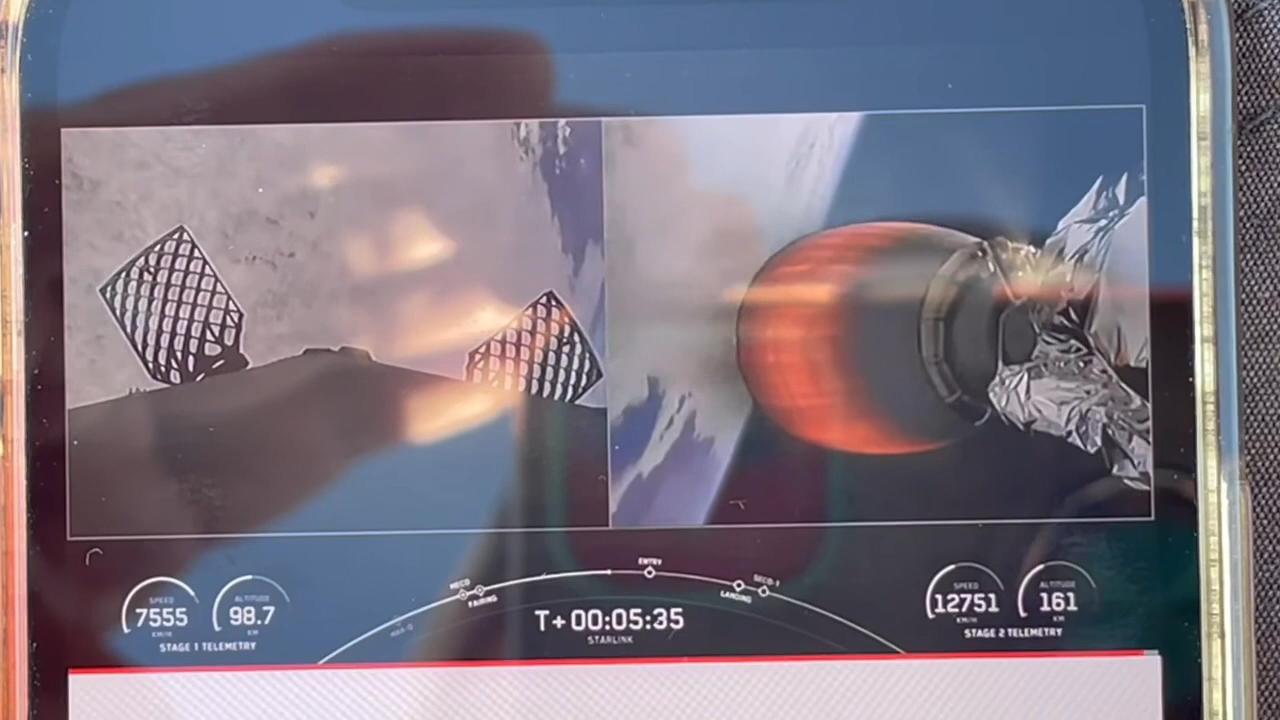 ENTRY
MECO
SECO-1
FAIRING
LANDING
MAX-Q
SPEED
7555
KM/H
ALTITUDE
98.7
KM
STAGE 1 TELEMETRY
T+ 00:05:35
STARLINK
SPEED
12751
KM/H
ALTITUDE
161
KM
STAGE 2 TELEMETRY